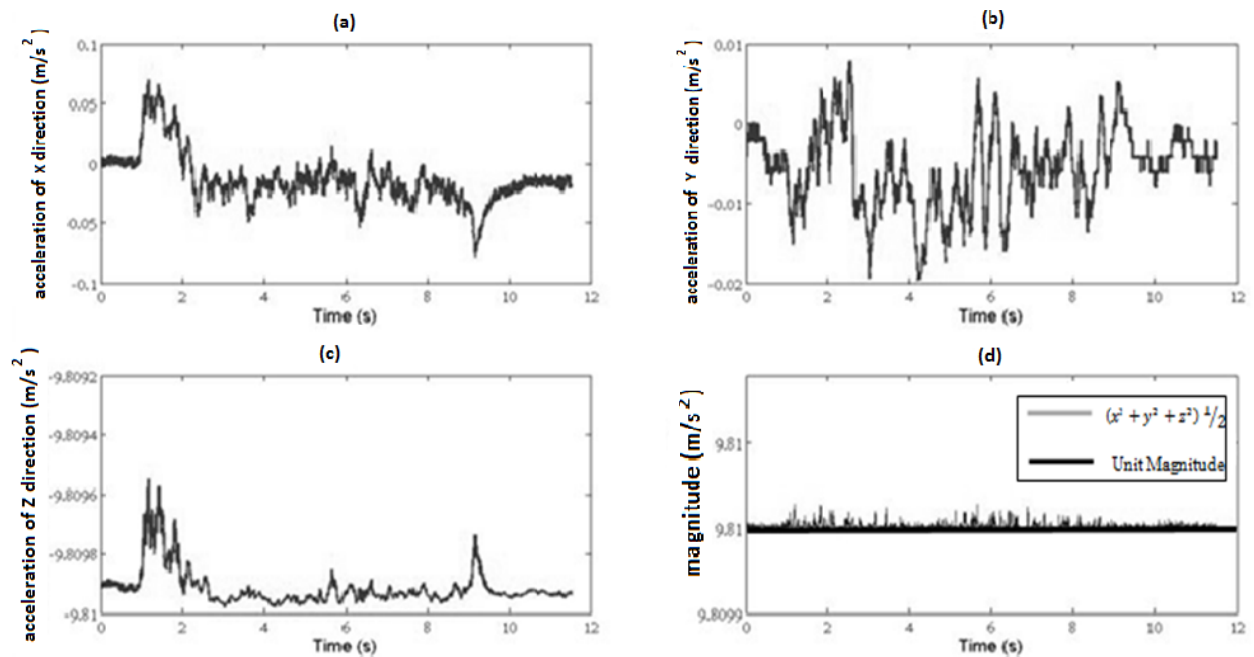 (a)
acceleration of X direction (m/s²)
0.1
0.05
0
-0.05
-0.1
0 2 4 6 8 10 12
Time (s)
(b)
acceleration of Y direction (m/s²)
0.01
0
-0.01
-0.02
0 2 4 6 8 10 12
Time (s)
(c)
acceleration of Z direction (m/s²)
-9.8092
-9.8094
-9.8096
-9.8098
-9.81
0 2 4 6 8 10 12
Time (s)
(d)
magnitude (m/s²)
9.81
9.81
9.8099
(x² + y² + z²) 1/2
Unit Magnitude
0 2 4 6 8 10 12
Time (s)